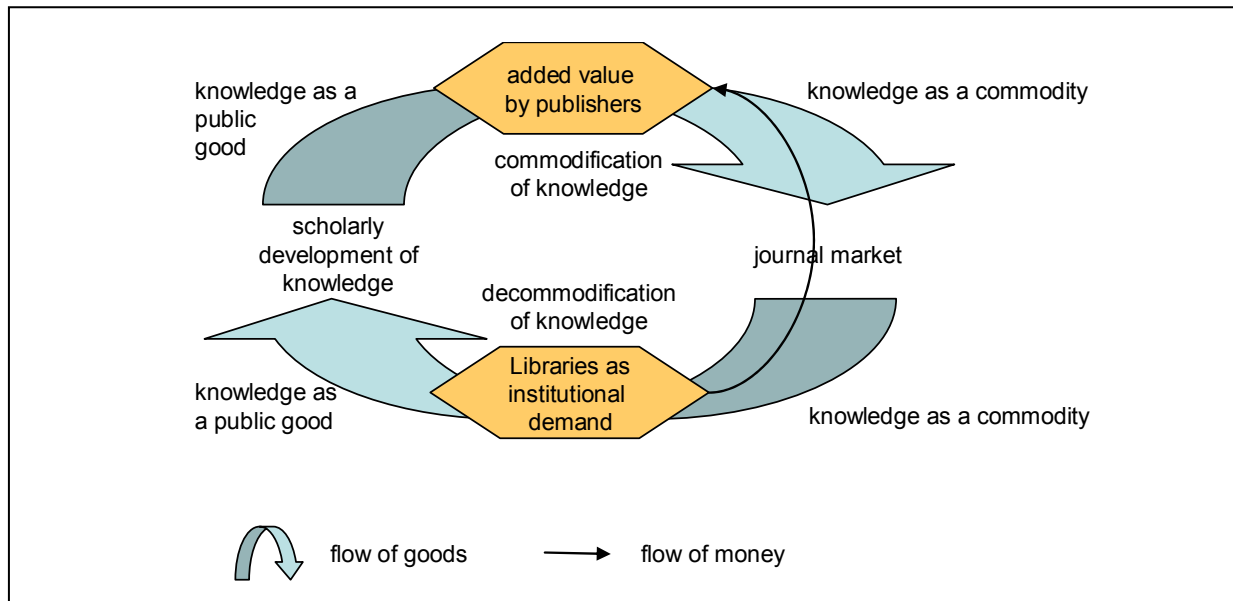 added value
by publishers
knowledge as a
public
good
knowledge as a commodity
commodification
of knowledge
scholarly
development of
knowledge
journal market
decommodification
of knowledge
Libraries as
institutional
demand
knowledge as
a public good
knowledge as a commodity
flow of goods
flow of money